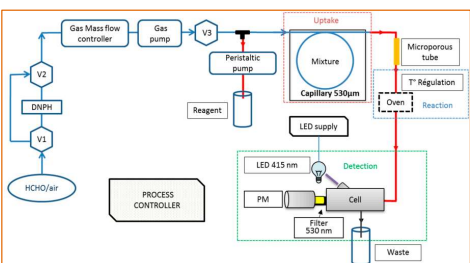 Gas Mass flow
controller
Gas
pump
V3
Uptake
Mixture
Capillary 530µm
Microporous
tube
V2
Peristaltic
pump
T° Régulation
Oven
Reaction
DNPH
Reagent
LED supply
V1
LED 415 nm
Detection
HCHO/air
PROCESS
CONTROLLER
PM
Cell
Filter
530 nm
Waste